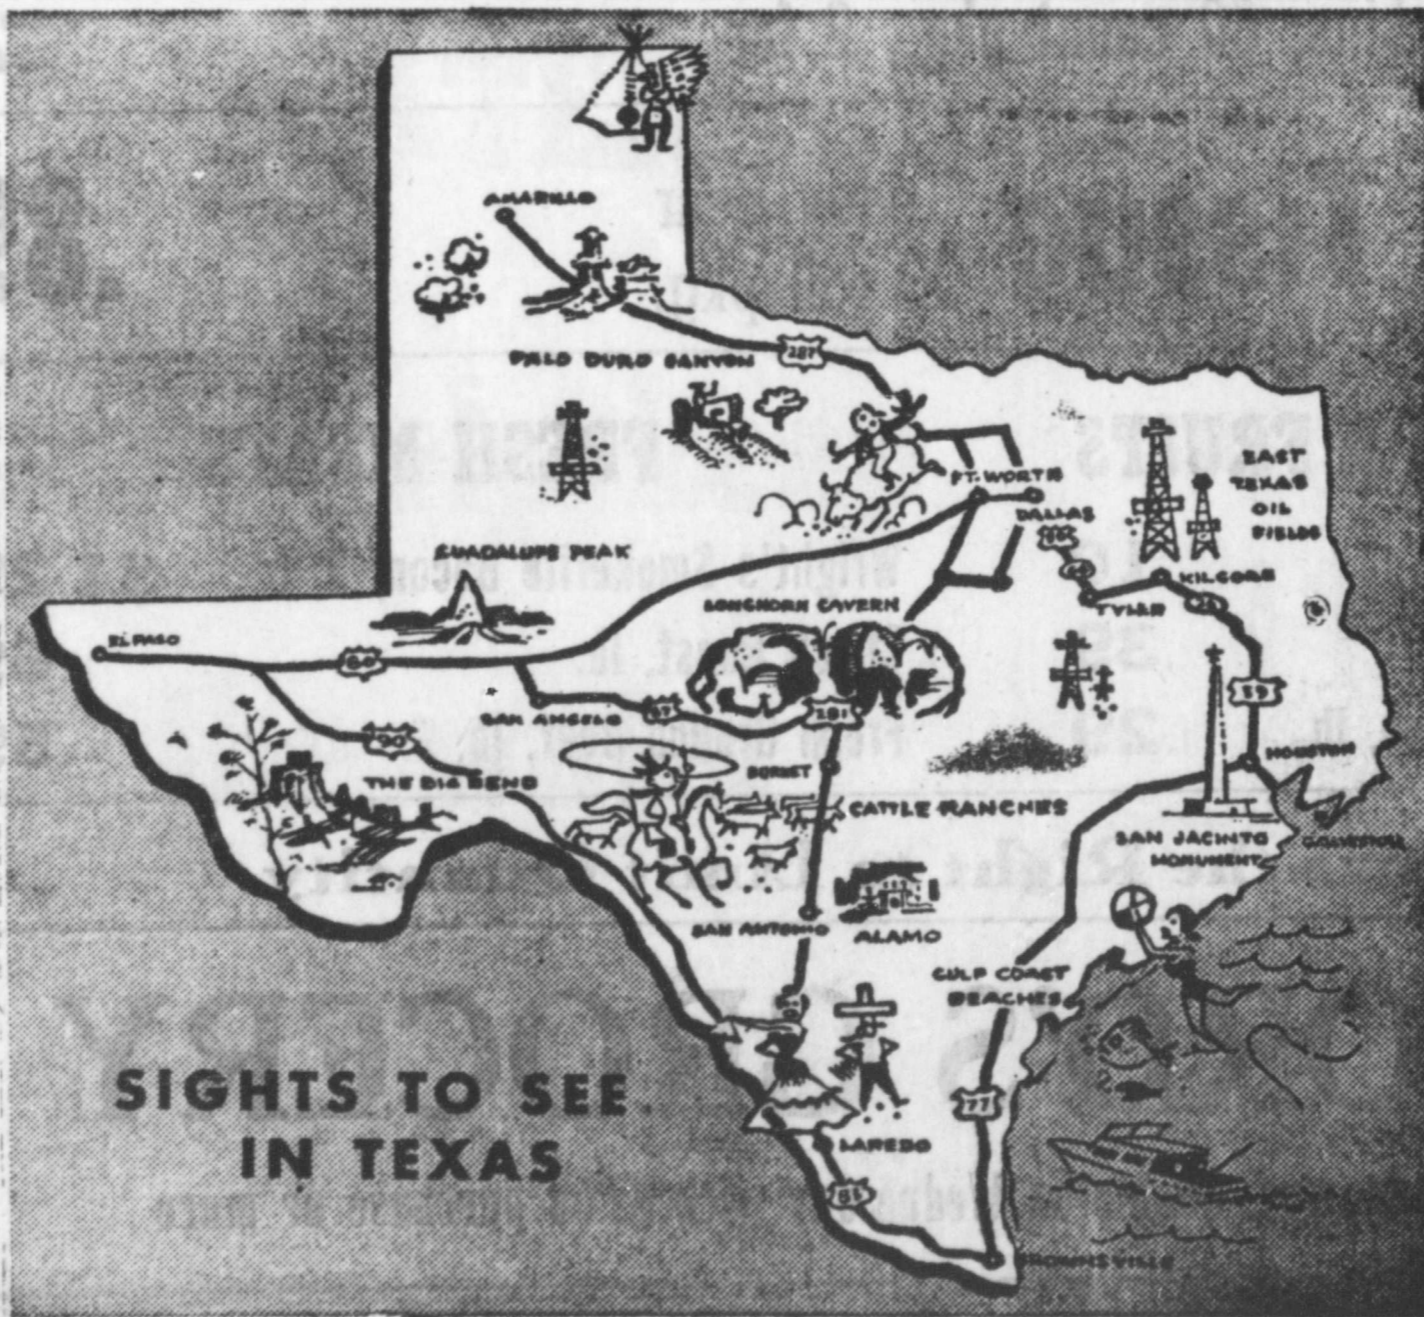 AMARILLO
PALO DURO CANYON
287
FT. WORTH
DALLAS
EAST
TEXAS
OIL
FIELDS
GUADALUPE PEAK
KILGORE
LONGHORN CAVERN
TYLER
EL PASO
80
SAN ANGELO
281
59
90
THE BIG BEND
BURNET
HOUSTON
CATTLE RANCHES
SAN JACINTO
MONUMENT
GALVESTON
SAN ANTONIO
ALAMO
GULF COAST
BEACHES
SIGHTS TO SEE
IN TEXAS
77
LAREDO
BROWNSVILLE